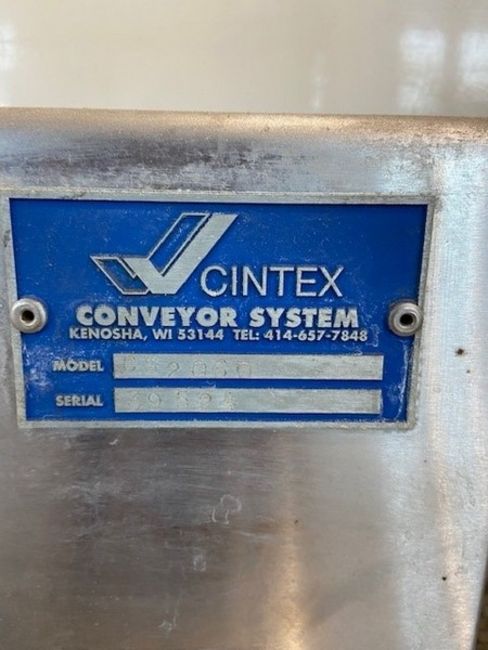 CINTEX
CONVEYOR SYSTEM
KENOSHA, WI 53144 TEL: 414-657-7848
MODEL
SERIAL